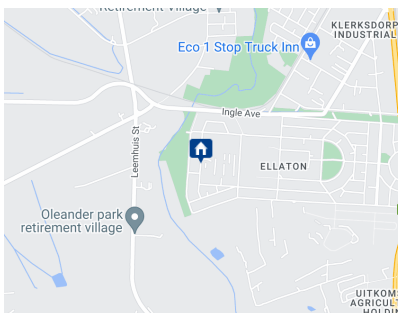 Retirement Village
KLERKSDORP
INDUSTRIAL
Eco 1 Stop Truck Inn
Ingle Ave
Leemhuis St
ELLATON
Oleander park
retirement village
UITKOM
AGRICULT
HOLDIN